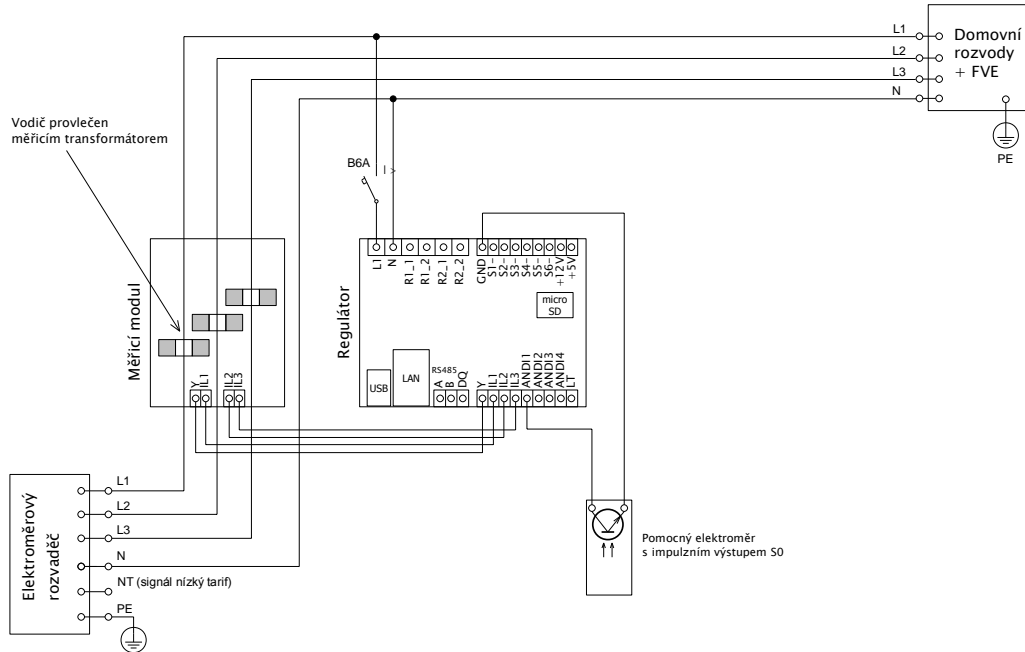 L1
L2
L3
N
Domovní
rozvody
+ FVE
PE
Vodič provlečen
měřicím transformátorem
B6A
I >
Měřicí modul
Y
IL1
IL2
IL3
Regulátor
L1
N
R1_1
R1_2
R2_1
R2_2
GND
S1-
S2-
S3-
S4-
S5-
S6-
+12V
+5V
micro
SD
USB
LAN
RS485
A
B
DQ
Y
IL1
IL2
IL3
ANDI1
ANDI2
ANDI3
ANDI4
LT
Elektroměrový
rozvaděč
L1
L2
L3
N
NT (signál nízký tarif)
PE
Pomocný elektroměr
s impulzním výstupem S0